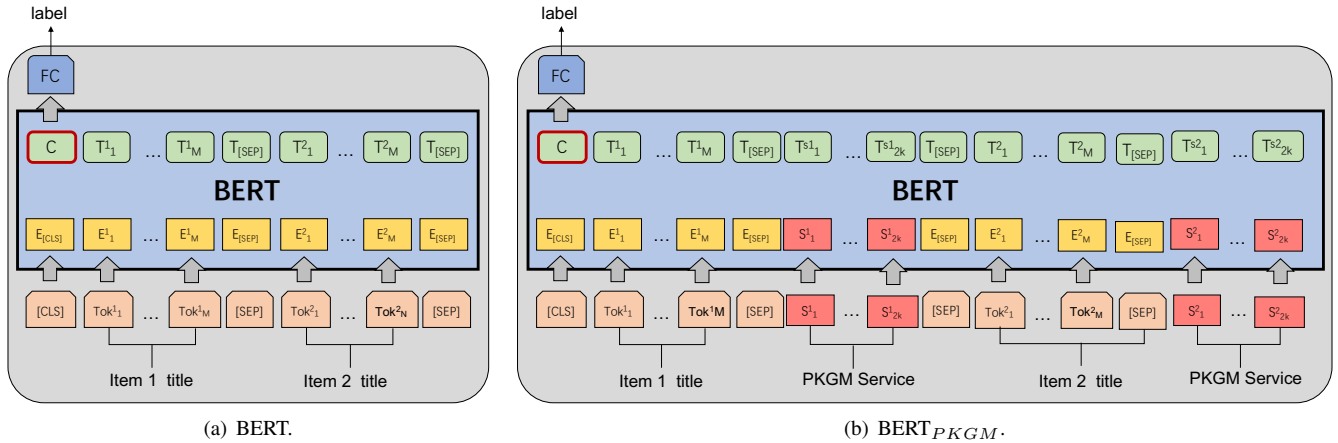 label label
FC FC
C T¹₁ ... T¹M T[SEP] T²₁ ... T²M T[SEP] C T¹₁ ... T¹M T[SEP] Tˢ¹₁ ... Tˢ¹₂ₖ T[SEP] T²₁ ... T²M T[SEP] Tˢ²₁ ... Tˢ²₂ₖ
BERT BERT
E[CLS] E¹₁ ... E¹M E[SEP] E²₁ ... E²M E[SEP] E[CLS] E¹₁ ... E¹M E[SEP] S¹₁ ... S¹₂ₖ E[SEP] E²₁ ... E²M E[SEP] S²₁ ... S²₂ₖ
[CLS] Tok¹₁ ... Tok¹M [SEP] Tok²₁ ... Tok²N [SEP] [CLS] Tok¹₁ ... Tok¹M [SEP] S¹₁ ... S¹₂ₖ [SEP] Tok²₁ ... Tok²M [SEP] S²₁ ... S²₂ₖ
Item 1 title Item 2 title Item 1 title PKGM Service Item 2 title PKGM Service
(a) BERT. (b) BERT_PKGM.